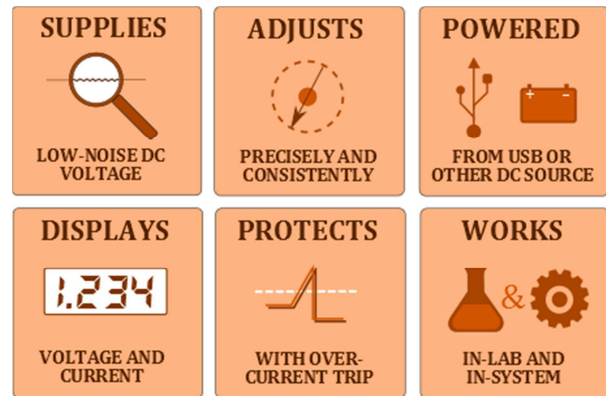 SUPPLIES
LOW-NOISE DC
VOLTAGE
ADJUSTS
PRECISELY AND
CONSISTENTLY
POWERED
+ −
FROM USB OR
OTHER DC SOURCE
DISPLAYS
1.234
VOLTAGE AND
CURRENT
PROTECTS
WITH OVER-
CURRENT TRIP
WORKS
&
IN-LAB AND
IN-SYSTEM